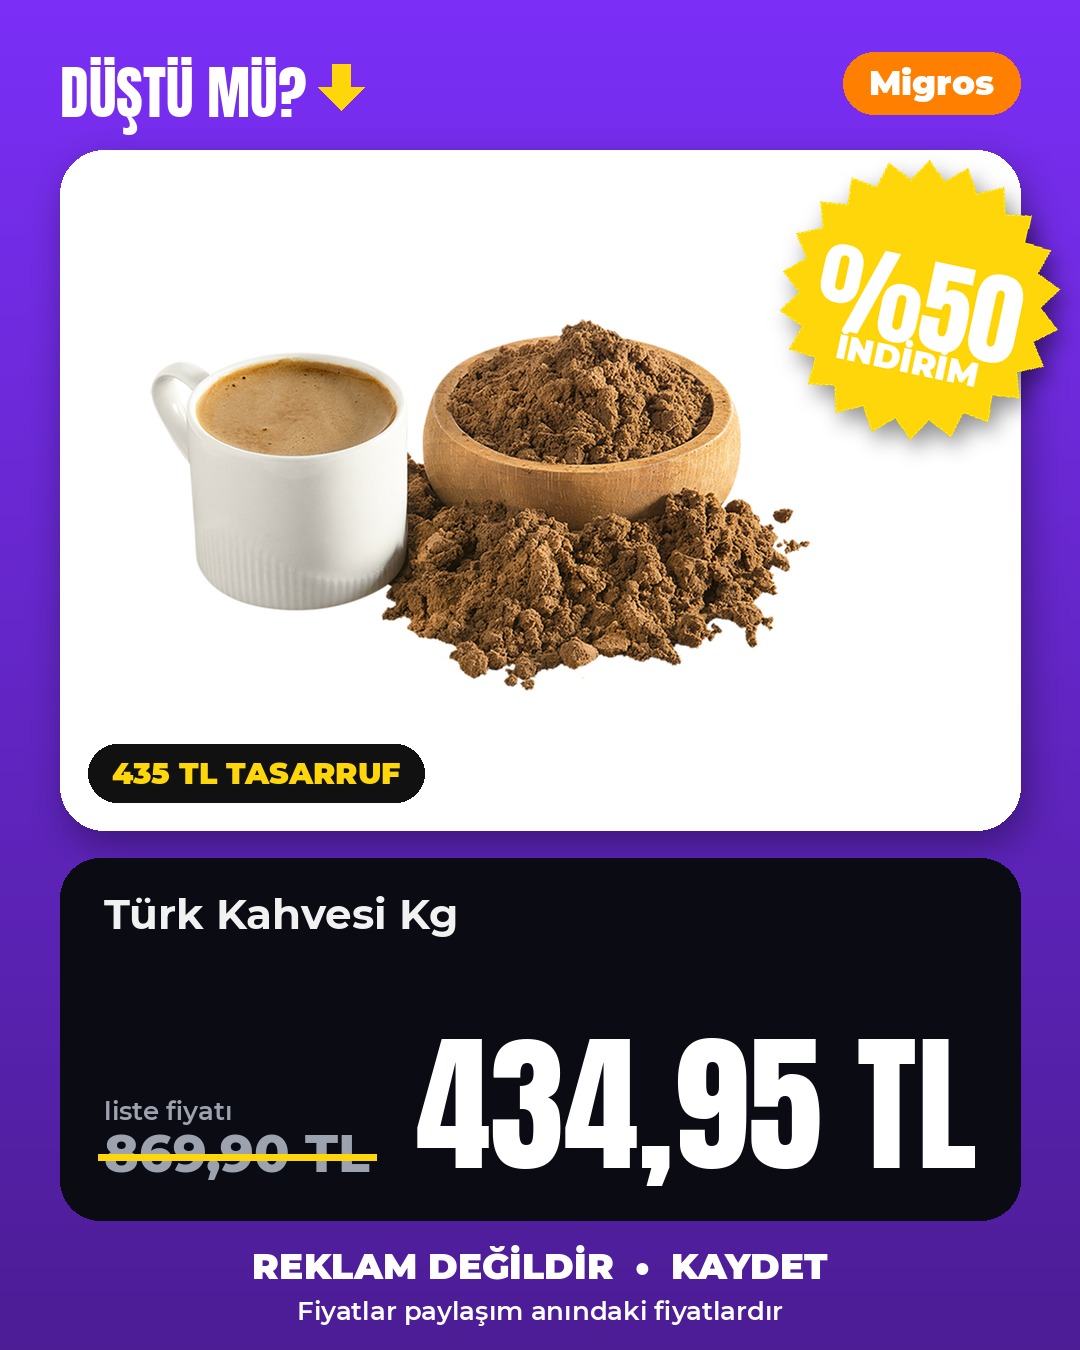 DÜŞTÜ MÜ?
Migros
%50
İNDİRİM
435 TL TASARRUF
Türk Kahvesi Kg
liste fiyatı
869,90 TL
434,95 TL
REKLAM DEĞİLDİR • KAYDET
Fiyatlar paylaşım anındaki fiyatlardır